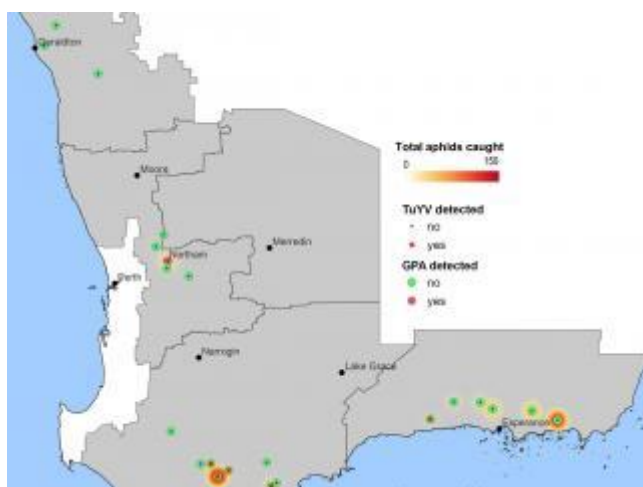 Geraldton
Moora
Northam
Merredin
Perth
Narrogin
Lake Grace
Esperance
Total aphids caught
0 150
TuYV detected
no
yes
GPA detected
no
yes